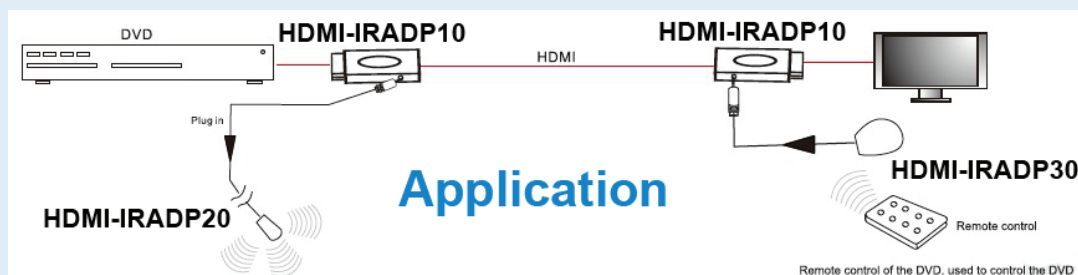 DVD
HDMI-IRADP10
HDMI
HDMI-IRADP10
Plug in
HDMI-IRADP20
Application
HDMI-IRADP30
Remote control
Remote control of the DVD, used to control the DVD